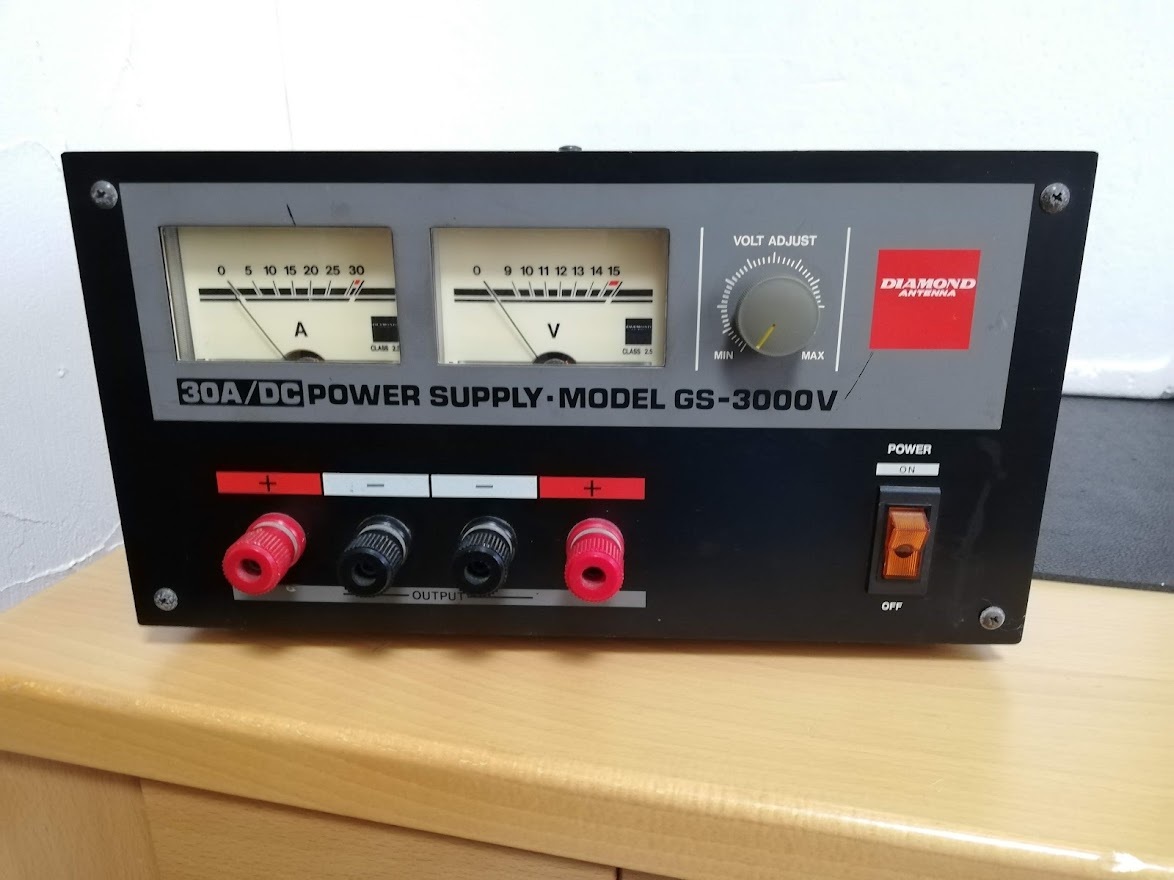 0 5 10 15 20 25 30
A
CLASS 2.5
0 9 10 11 12 13 14 15
V
CLASS 2.5
VOLT ADJUST
MIN MAX
DIAMOND
ANTENNA
30A/DC POWER SUPPLY·MODEL GS-3000V
+ − − +
OUTPUT
POWER
ON
OFF